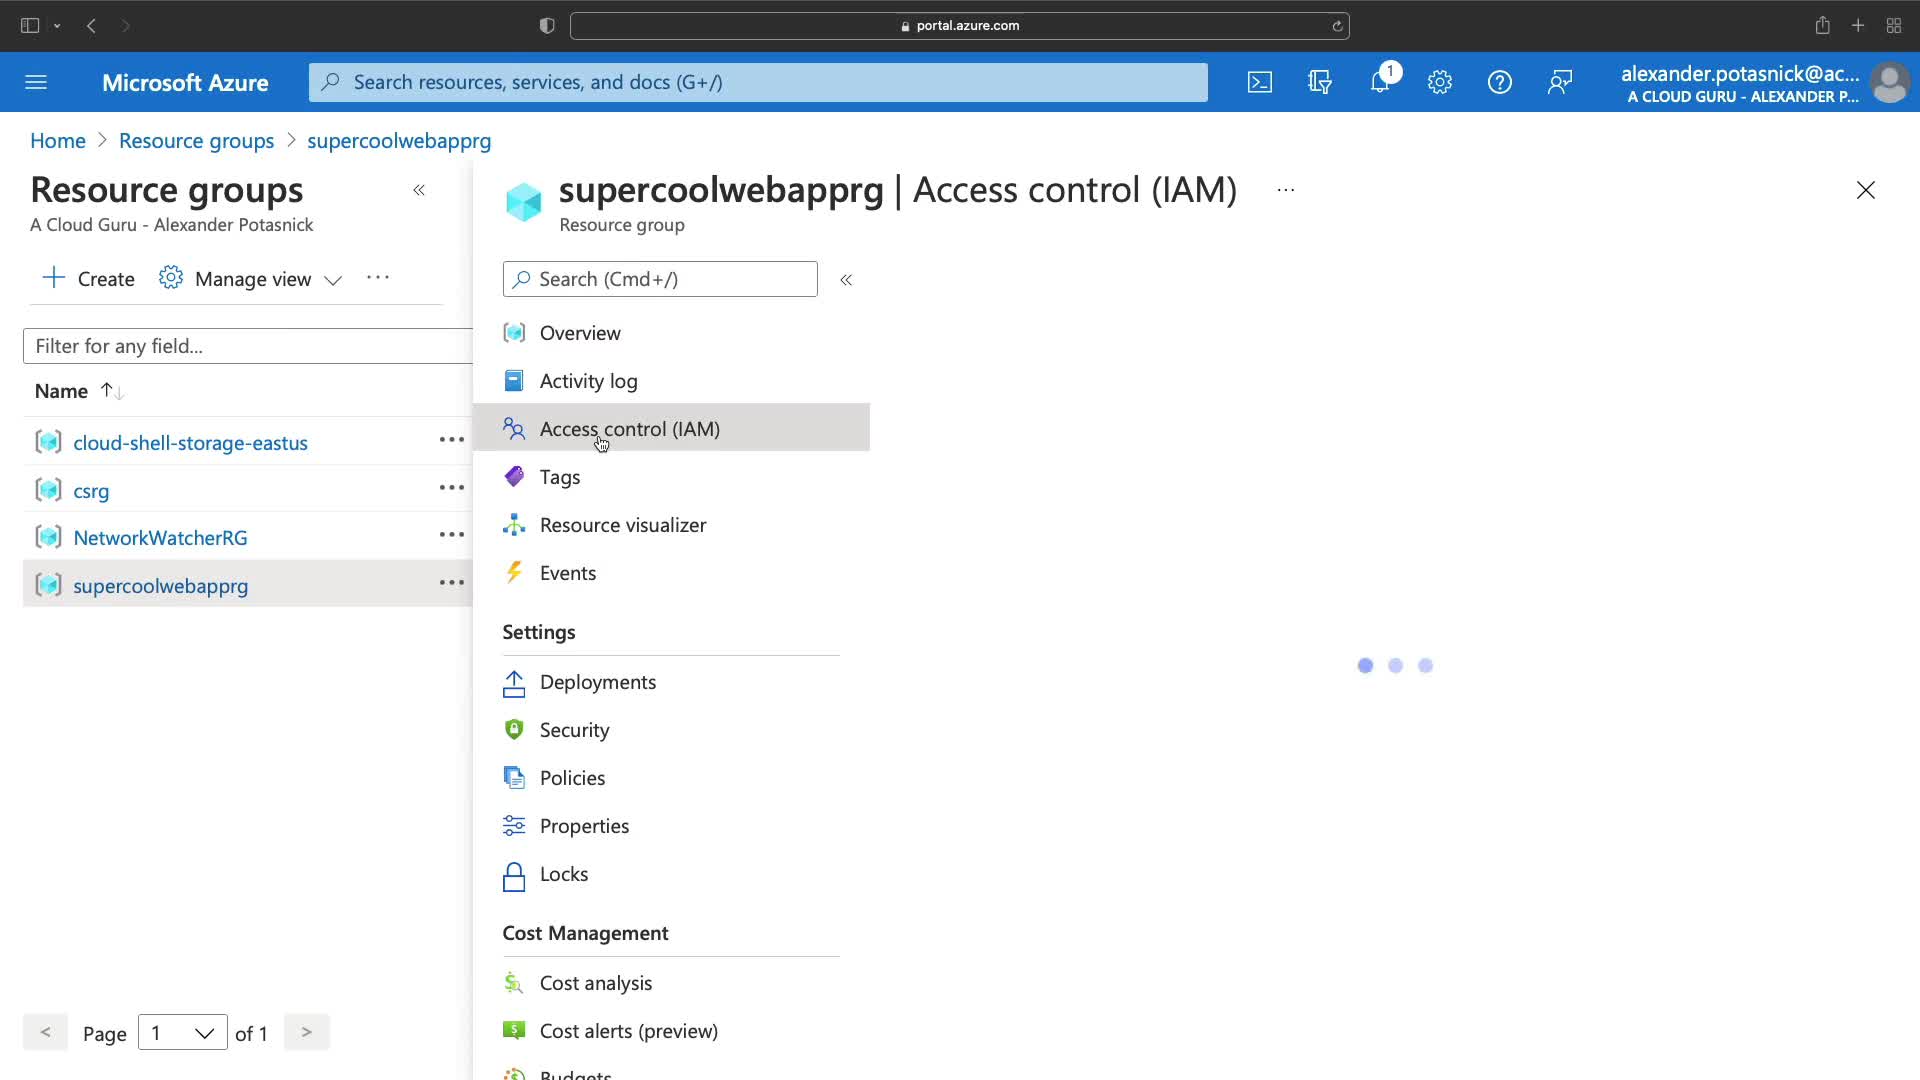 portal.azure.com
Microsoft Azure
Search resources, services, and docs (G+/)
1
alexander.potasnick@ac...
A CLOUD GURU - ALEXANDER P...
Home > Resource groups > supercoolwebapprg
Resource groups
A Cloud Guru - Alexander Potasnick
+ Create
Manage view
...
Filter for any field...
Name ↑↓
cloud-shell-storage-eastus
csrg
NetworkWatcherRG
supercoolwebapprg
< Page 1 of 1 >
supercoolwebapprg | Access control (IAM) ...
Resource group
Search (Cmd+/)
Overview
Activity log
Access control (IAM)
Tags
Resource visualizer
Events
Settings
Deployments
Security
Policies
Properties
Locks
Cost Management
Cost analysis
Cost alerts (preview)
Budgets